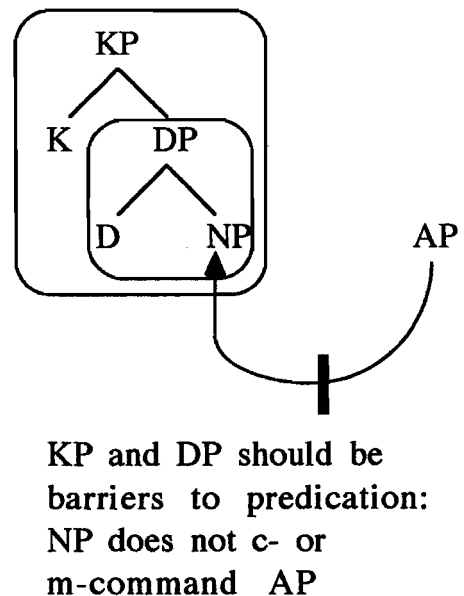 KP
K DP
D NP AP
KP and DP should be
barriers to predication:
NP does not c- or
m-command AP